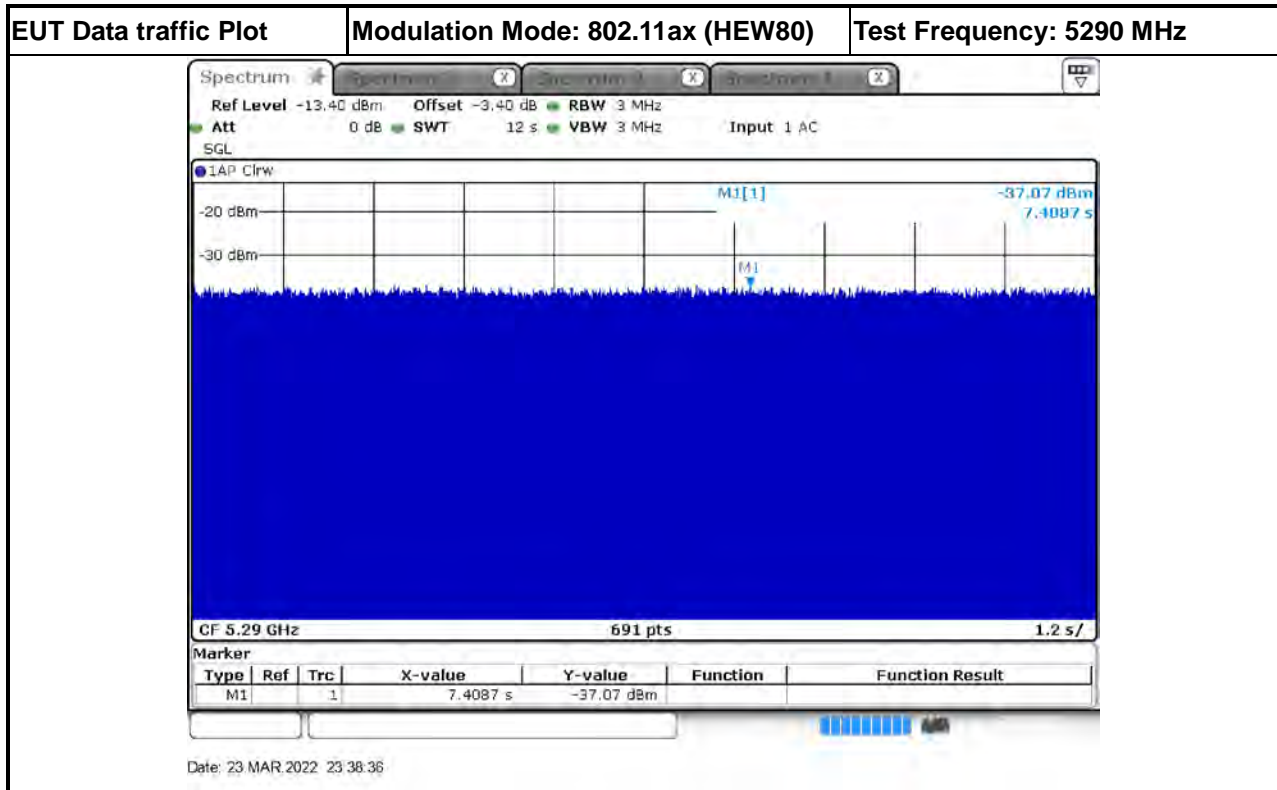 EUT Data traffic Plot Modulation Mode: 802.11ax (HEW80) Test Frequency: 5290 MHz
Spectrum X X X
Ref Level -13.40 dBm Offset -3.40 dB RBW 3 MHz
Att 0 dB SWT 12 s VBW 3 MHz Input 1 AC
SGL
1AP Clrw
M1[1] -37.07 dBm
-20 dBm 7.4087 s
-30 dBm
M1
CF 5.29 GHz 691 pts 1.2 s/
Marker
Type Ref Trc X-value Y-value Function Function Result
M1 1 7.4087 s -37.07 dBm
Date: 23 MAR 2022 23:38:36